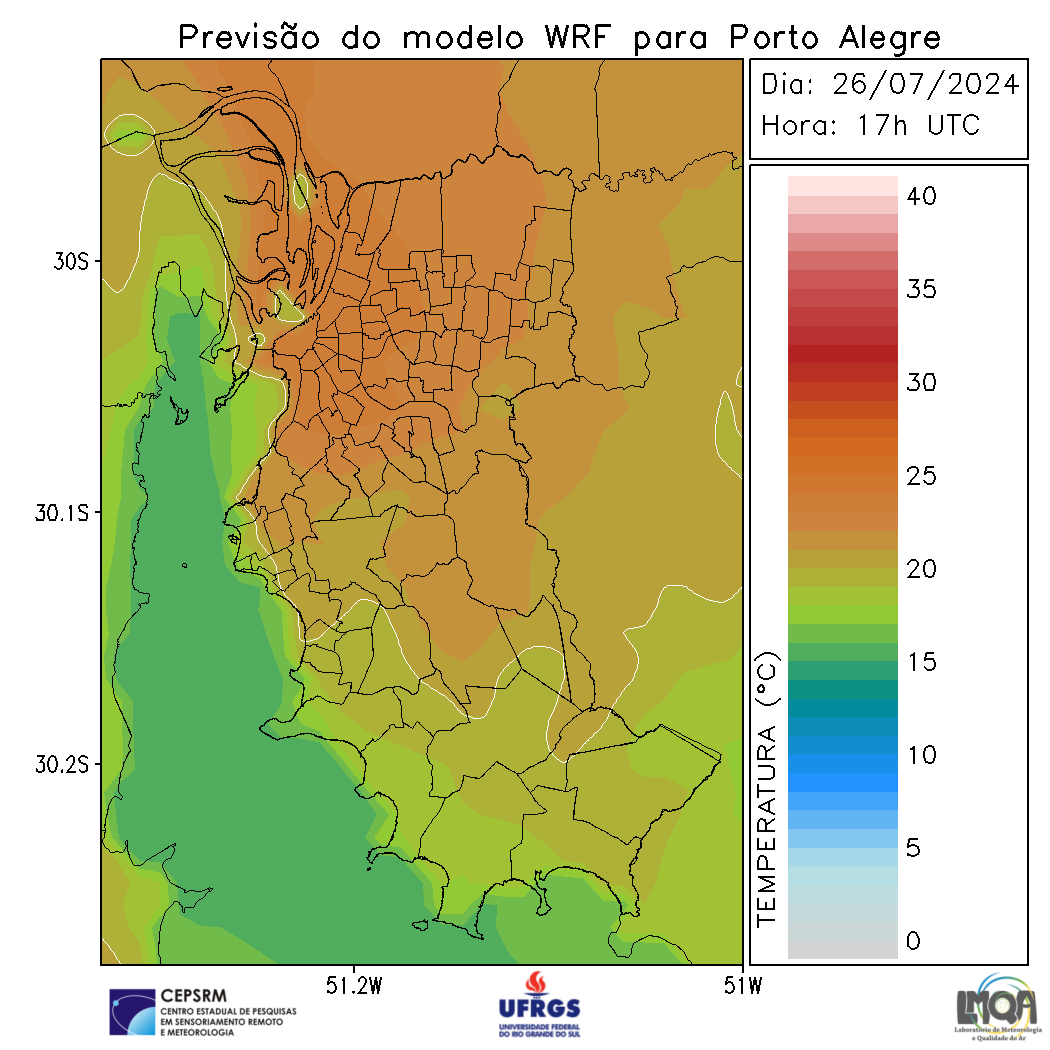 Previsão do modelo WRF para Porto Alegre
Dia: 26/07/2024
Hora: 17h UTC
30S
30.1S
30.2S
51.2W
51W
TEMPERATURA (°C)
40
35
30
25
20
15
10
5
0
CEPSRM
CENTRO ESTADUAL DE PESQUISAS
EM SENSORIAMENTO REMOTO
E METEOROLOGIA
UFRGS
UNIVERSIDADE FEDERAL
DO RIO GRANDE DO SUL
LMQA
Laboratório de Meteorologia
e Qualidade do Ar